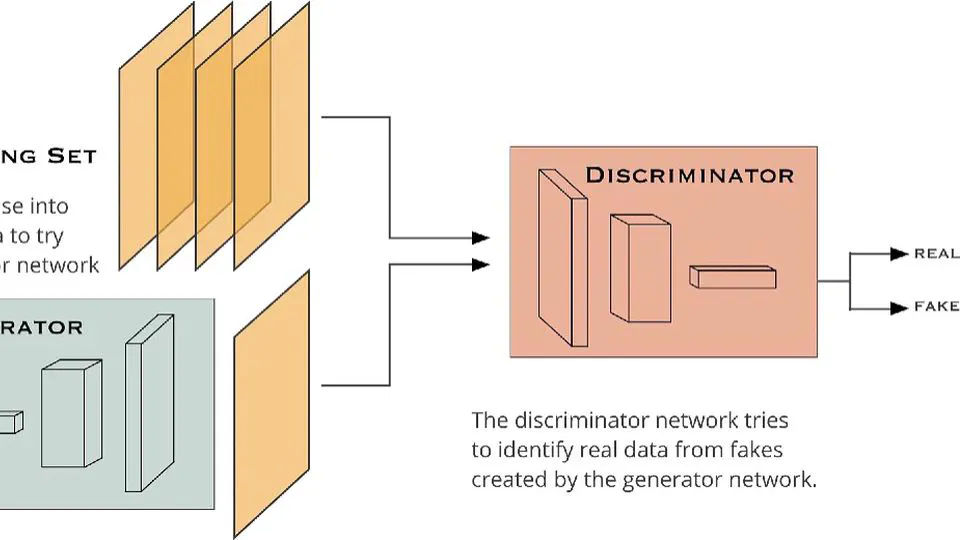 NG SET
se into
to try
or network
RATOR
DISCRIMINATOR
REAL
FAKE
The discriminator network tries
to identify real data from fakes
created by the generator network.